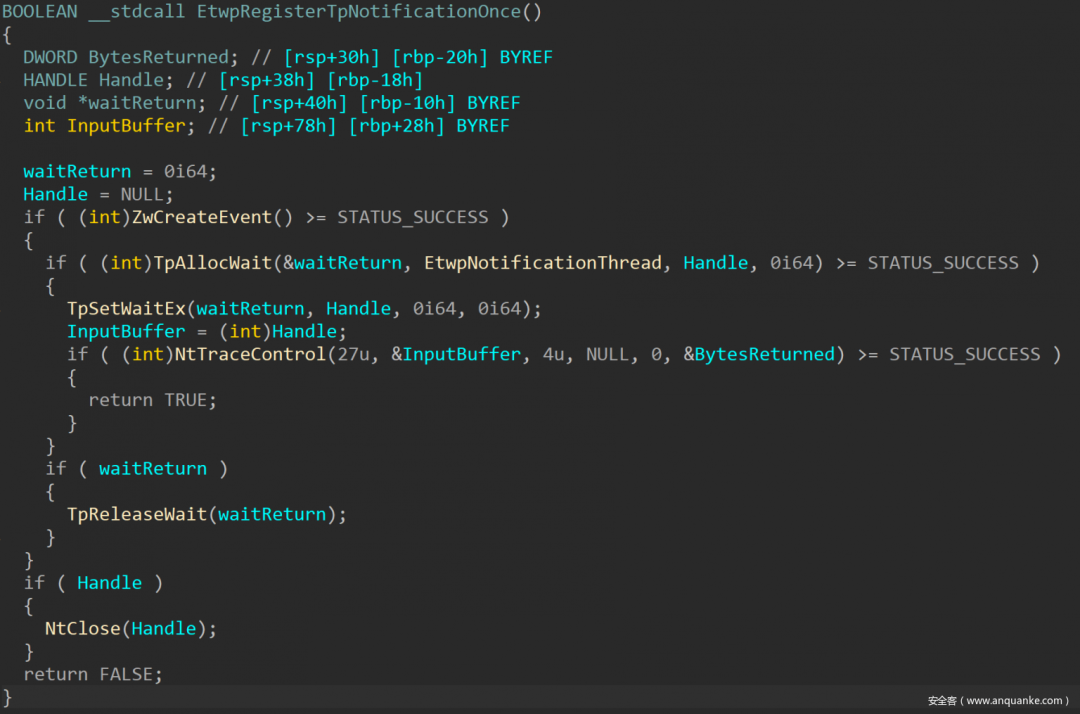 BOOLEAN __stdcall EtwpRegisterTpNotificationOnce()
{
  DWORD BytesReturned; // [rsp+30h] [rbp-20h] BYREF
  HANDLE Handle; // [rsp+38h] [rbp-18h]
  void *waitReturn; // [rsp+40h] [rbp-10h] BYREF
  int InputBuffer; // [rsp+78h] [rbp+28h] BYREF

  waitReturn = 0i64;
  Handle = NULL;
  if ( (int)ZwCreateEvent() >= STATUS_SUCCESS )
  {
    if ( (int)TpAllocWait(&waitReturn, EtwpNotificationThread, Handle, 0i64) >= STATUS_SUCCESS )
    {
      TpSetWaitEx(waitReturn, Handle, 0i64, 0i64);
      InputBuffer = (int)Handle;
      if ( (int)NtTraceControl(27u, &InputBuffer, 4u, NULL, 0, &BytesReturned) >= STATUS_SUCCESS )
      {
        return TRUE;
      }
    }
    if ( waitReturn )
    {
      TpReleaseWait(waitReturn);
    }
  }
  if ( Handle )
  {
    NtClose(Handle);
  }
  return FALSE;
}
安全客（www.anquanke.com）